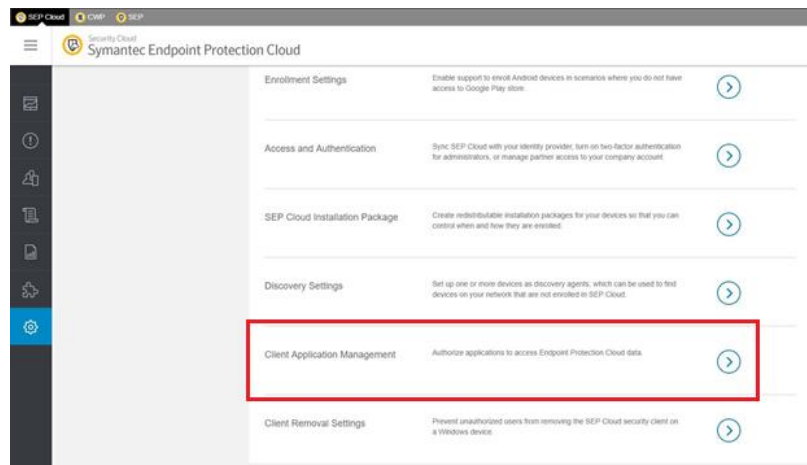 SEP Cloud CWP SEP
Security Cloud
Symantec Endpoint Protection Cloud
Enrollment Settings
Enable support to enroll Android devices in scenarios where you do not have
access to Google Play store.
Access and Authentication
Sync SEP Cloud with your identity provider, turn on two-factor authentication
for administrators, or manage partner access to your company account.
SEP Cloud Installation Package
Create redistributable installation packages for your devices so that you can
control when and how they are enrolled.
Discovery Settings
Set up one or more devices as discovery agents, which can be used to find
devices on your network that are not enrolled in SEP Cloud.
Client Application Management
Authorize applications to access Endpoint Protection Cloud data.
Client Removal Settings
Prevent unauthorized users from removing the SEP Cloud security client on
a Windows device.